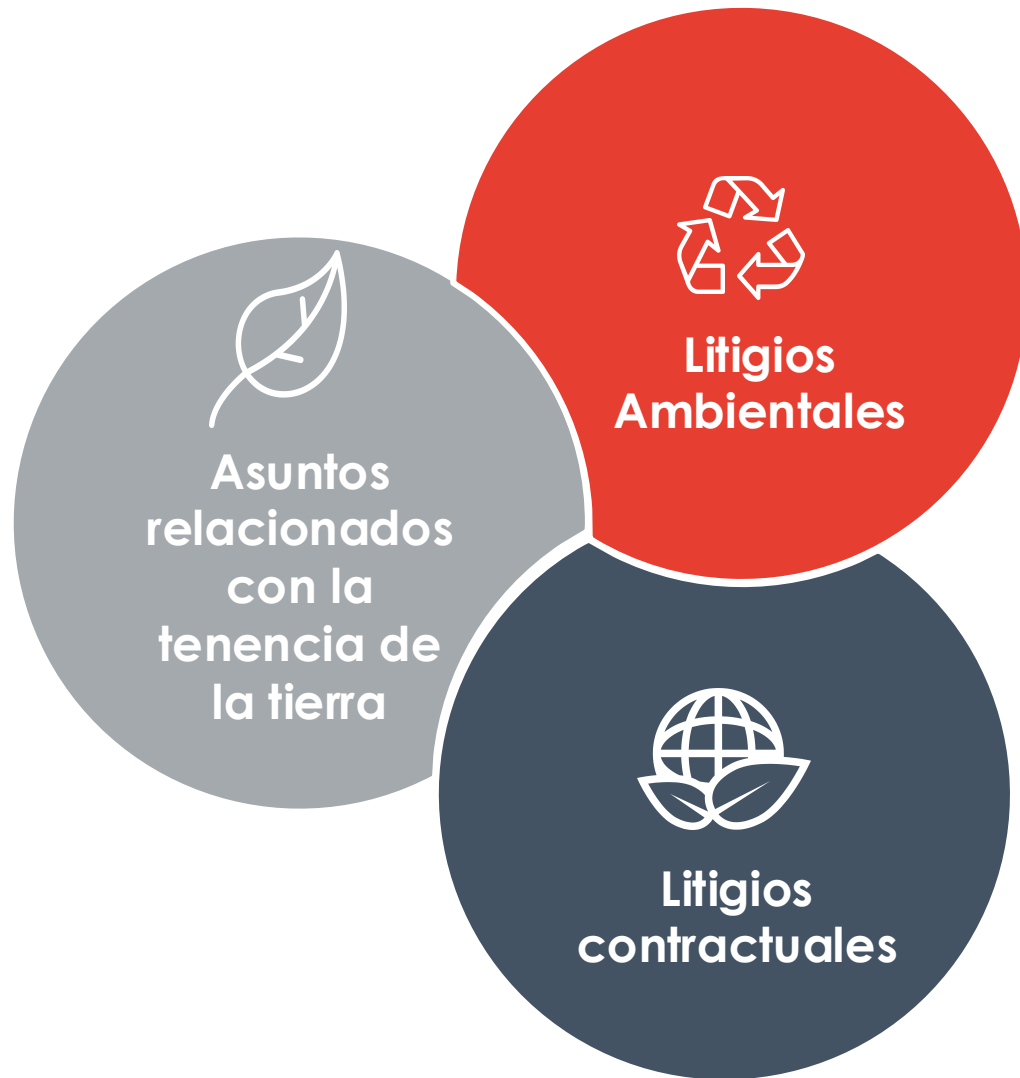 Litigios
Ambientales
Asuntos
relacionados
con la
tenencia de
la tierra
Litigios
contractuales